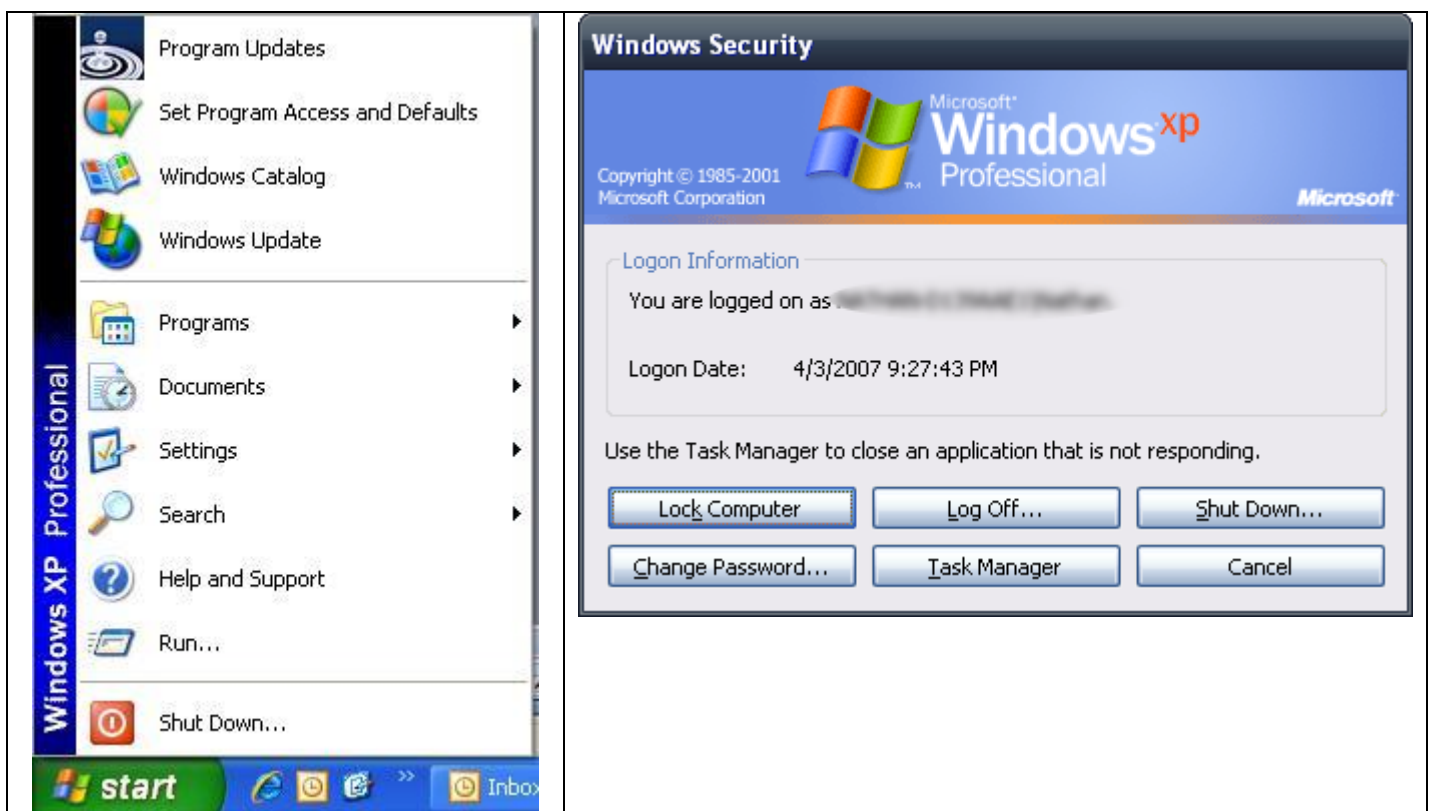 Program Updates
Set Program Access and Defaults
Windows Catalog
Windows Update
Programs
Documents
Settings
Search
Help and Support
Run...
Shut Down...
Windows XP Professional
start
Inbox
Windows Security
Microsoft
Windows xp
Professional
TM
Copyright © 1985-2001
Microsoft Corporation
Microsoft
Logon Information
You are logged on as
Logon Date: 4/3/2007 9:27:43 PM
Use the Task Manager to close an application that is not responding.
Lock Computer Log Off... Shut Down...
Change Password... Task Manager Cancel